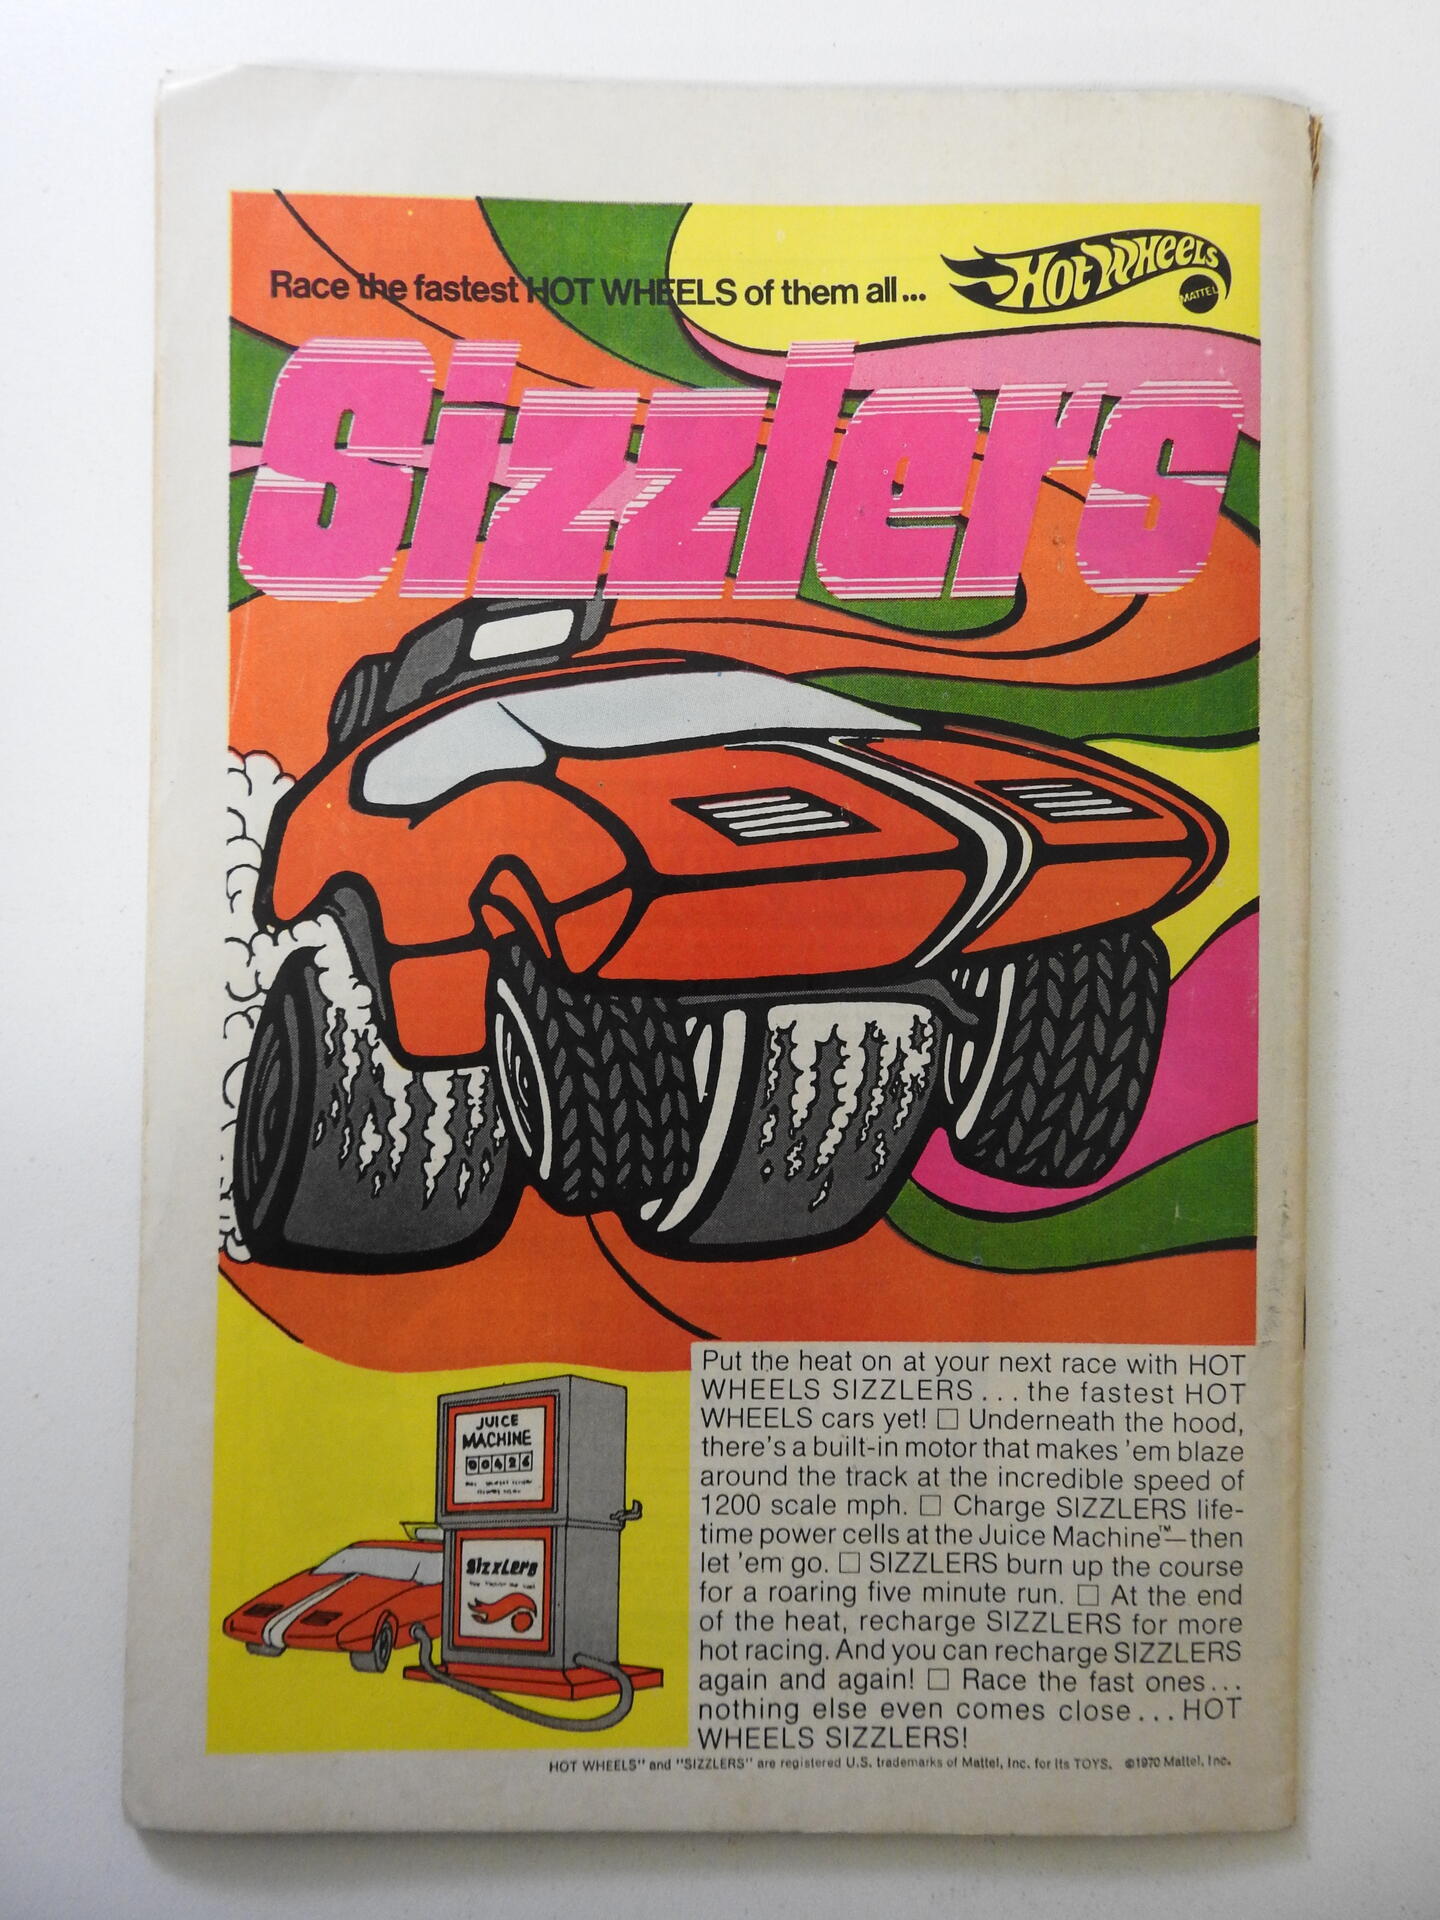 Race the fastest HOT WHEELS of them all...
Hot Wheels
MATTEL
Sizzlers
Put the heat on at your next race with HOT
WHEELS SIZZLERS... the fastest HOT
WHEELS cars yet! □ Underneath the hood,
there's a built-in motor that makes 'em blaze
around the track at the incredible speed of
1200 scale mph. □ Charge SIZZLERS life-
time power cells at the Juice Machine™—then
let 'em go. □ SIZZLERS burn up the course
for a roaring five minute run. □ At the end
of the heat, recharge SIZZLERS for more
hot racing. And you can recharge SIZZLERS
again and again! □ Race the fast ones...
nothing else even comes close... HOT
WHEELS SIZZLERS!
JUICE
MACHINE
00426
Sizzlers
HOT WHEELS" and "SIZZLERS" are registered U.S. trademarks of Mattel, Inc. for its TOYS. ©1970 Mattel, Inc.